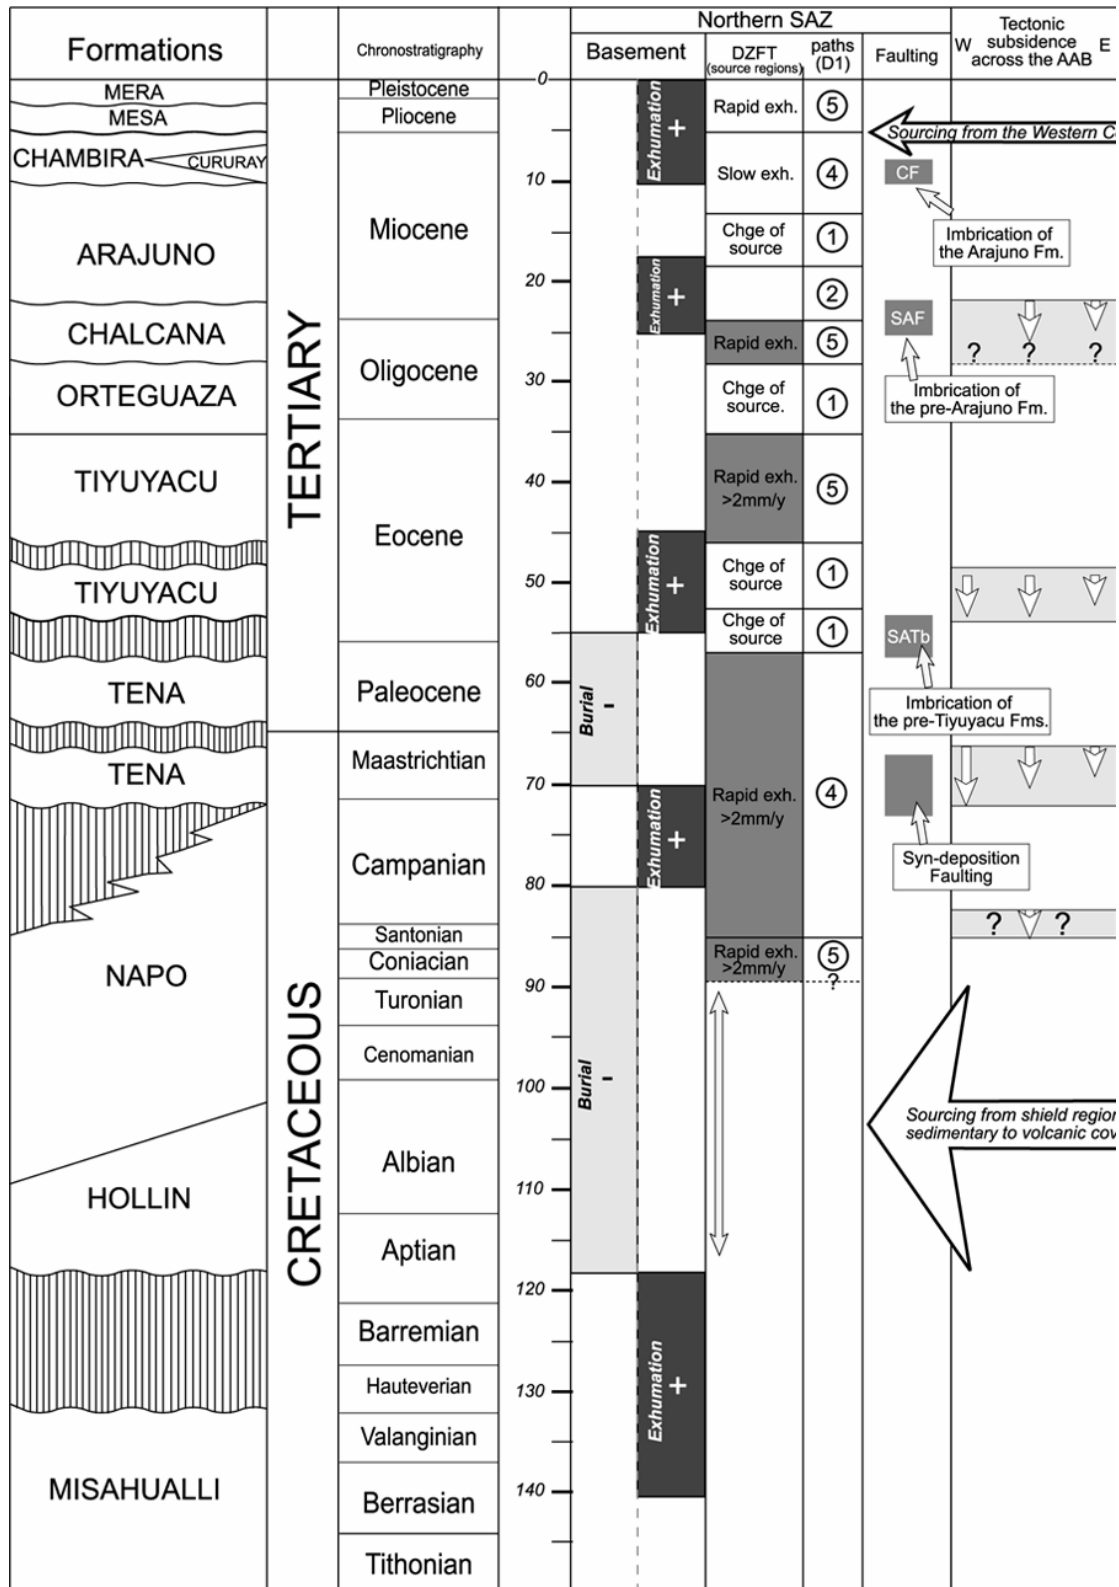 Northern SAZ
Formations
Chronostratigraphy
Basement
DZFT
(source regions)
paths
(D1)
Faulting
Tectonic
W subsidence E
across the AAB
MERA
MESA
CHAMBIRA
CURURAY
ARAJUNO
CHALCANA
ORTEGUAZA
TIYUYACU
TIYUYACU
TENA
TENA
NAPO
HOLLIN
MISAHUALLI
TERTIARY
CRETACEOUS
Pleistocene
Pliocene
Miocene
Oligocene
Eocene
Paleocene
Maastrichtian
Campanian
Santonian
Coniacian
Turonian
Cenomanian
Albian
Aptian
Barremian
Hauteverian
Valanginian
Berrasian
Tithonian
0
10
20
30
40
50
60
70
80
90
100
110
120
130
140
Burial
-
Burial
-
Exhumation
+
Exhumation
+
Exhumation
+
Exhumation
+
Exhumation
+
Rapid exh.
Slow exh.
Chge of
source
Rapid exh.
Chge of
source.
Rapid exh.
>2mm/y
Chge of
source
Chge of
source
Rapid exh.
>2mm/y
Rapid exh.
>2mm/y
5
4
1
2
5
1
5
1
1
4
5
?
CF
Imbrication of
the Arajuno Fm.
SAF
Imbrication of
the pre-Arajuno Fm.
SATb
Imbrication of
the pre-Tiyuyacu Fms.
Syn-deposition
Faulting
Sourcing from the Western C
? ? ?
? ?
Sourcing from shield region
sedimentary to volcanic cov